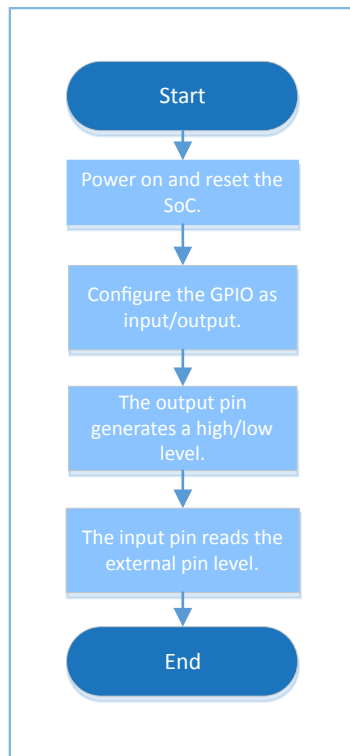 Start
Power on and reset the
SoC.
Configure the GPIO as
input/output.
The output pin
generates a high/low
level.
The input pin reads the
external pin level.
End